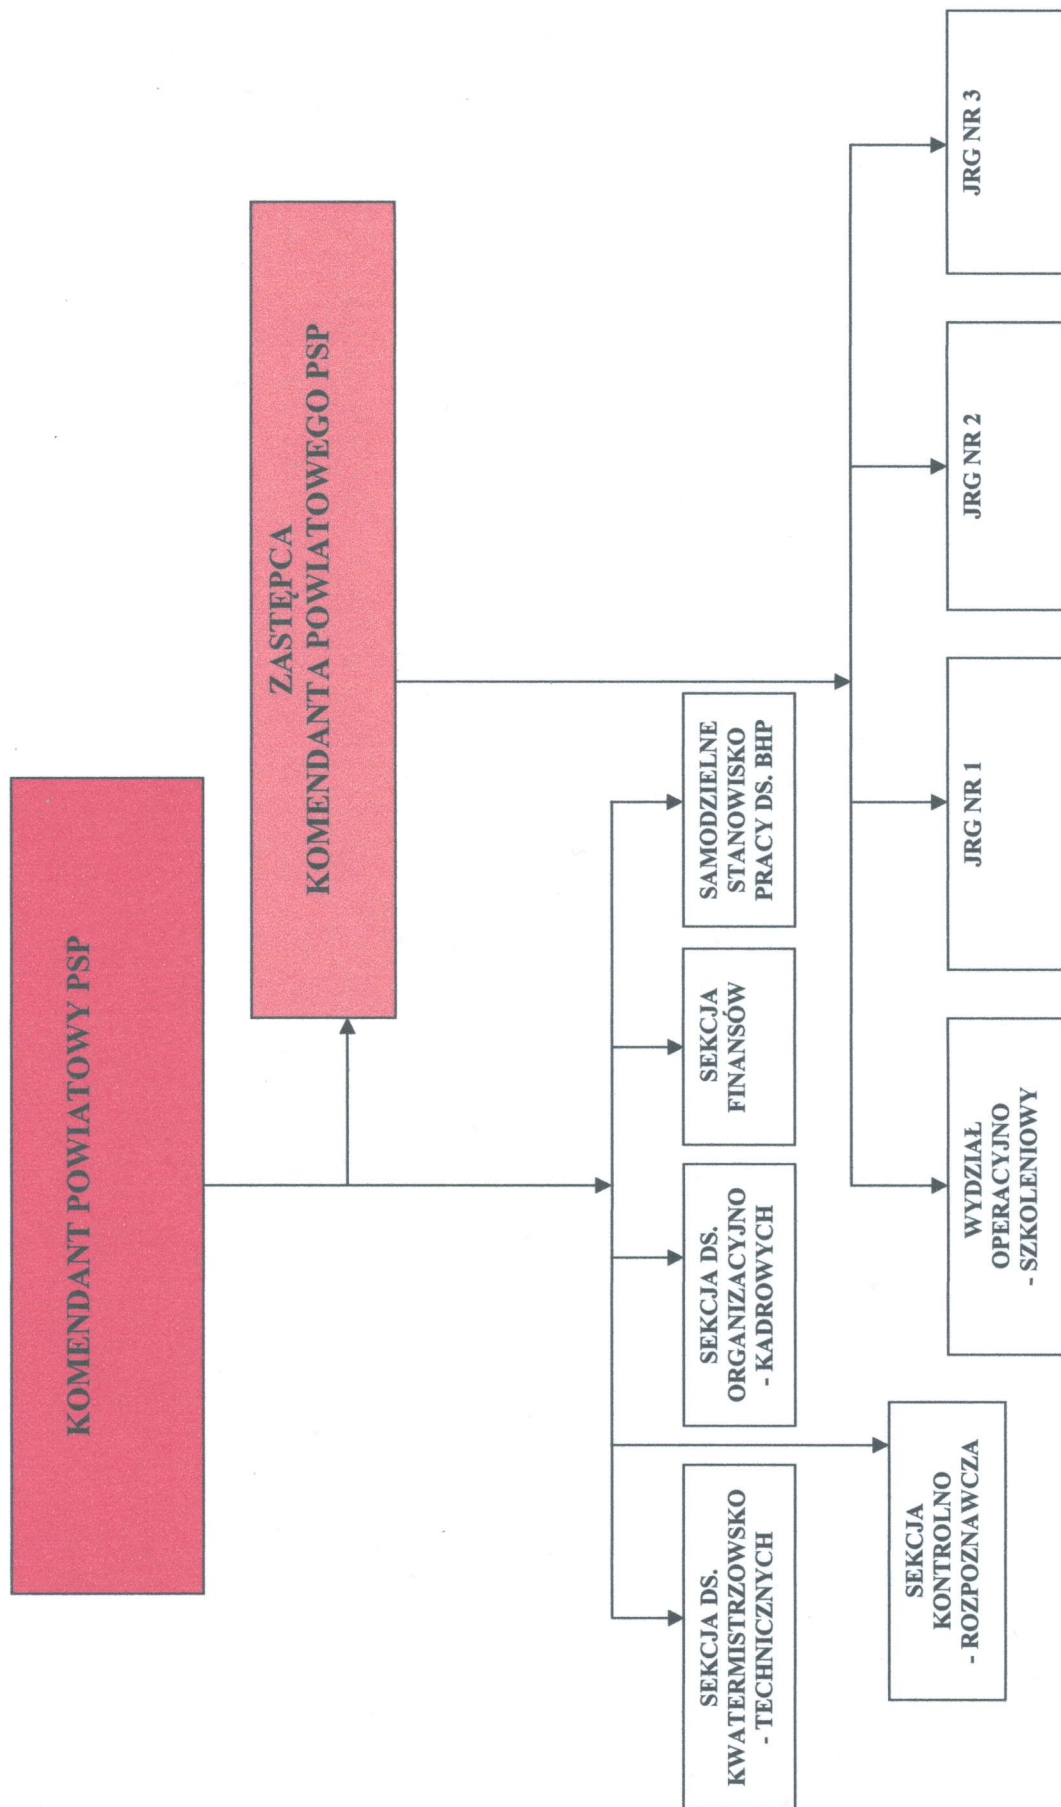 KOMENDANT POWIATOWY PSP
ZASTĘPCA
KOMENDANTA POWIATOWEGO PSP
SEKCJA DS.
KWATERMISTRZOWSKO
- TECHNICZNYCH
SEKCJA DS.
ORGANIZACYJNO
- KADROWYCH
SEKCJA
FINANSÓW
SAMODZIELNE
STANOWISKO
PRACY DS. BHP
SEKCJA
KONTROLNO
- ROZPOZNAWCZA
WYDZIAŁ
OPERACYJNO
- SZKOLENIOWY
JRG NR 1
JRG NR 2
JRG NR 3